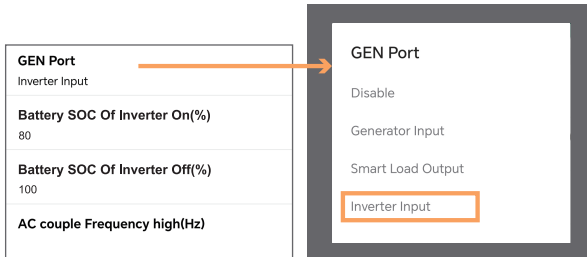 GEN Port
Inverter Input
Battery SOC Of Inverter On(%)
80
Battery SOC Of Inverter Off(%)
100
AC couple Frequency high(Hz)
GEN Port
Disable
Generator Input
Smart Load Output
Inverter Input